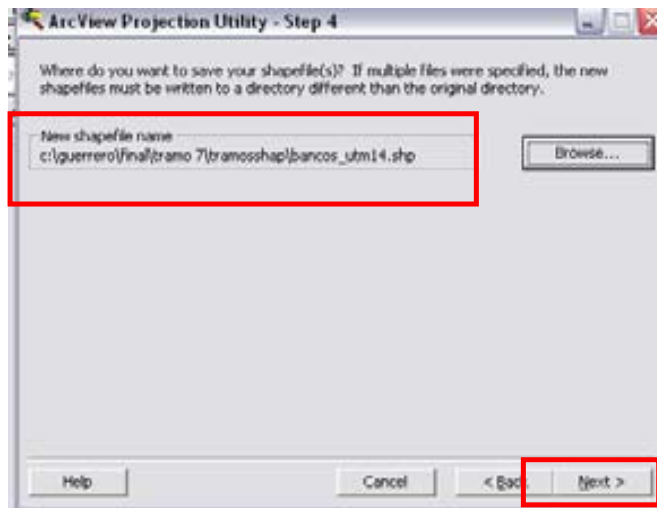 ArcView Projection Utility - Step 4
Where do you want to save your shapefile(s)? If multiple files were specified, the new
shapefiles must be written to a directory different than the original directory.
New shapefile name
c:\guerrero\final\tramo 7\tramosshap\bancos_utm14.shp
Browse...
Help
Cancel
< Back
Next >